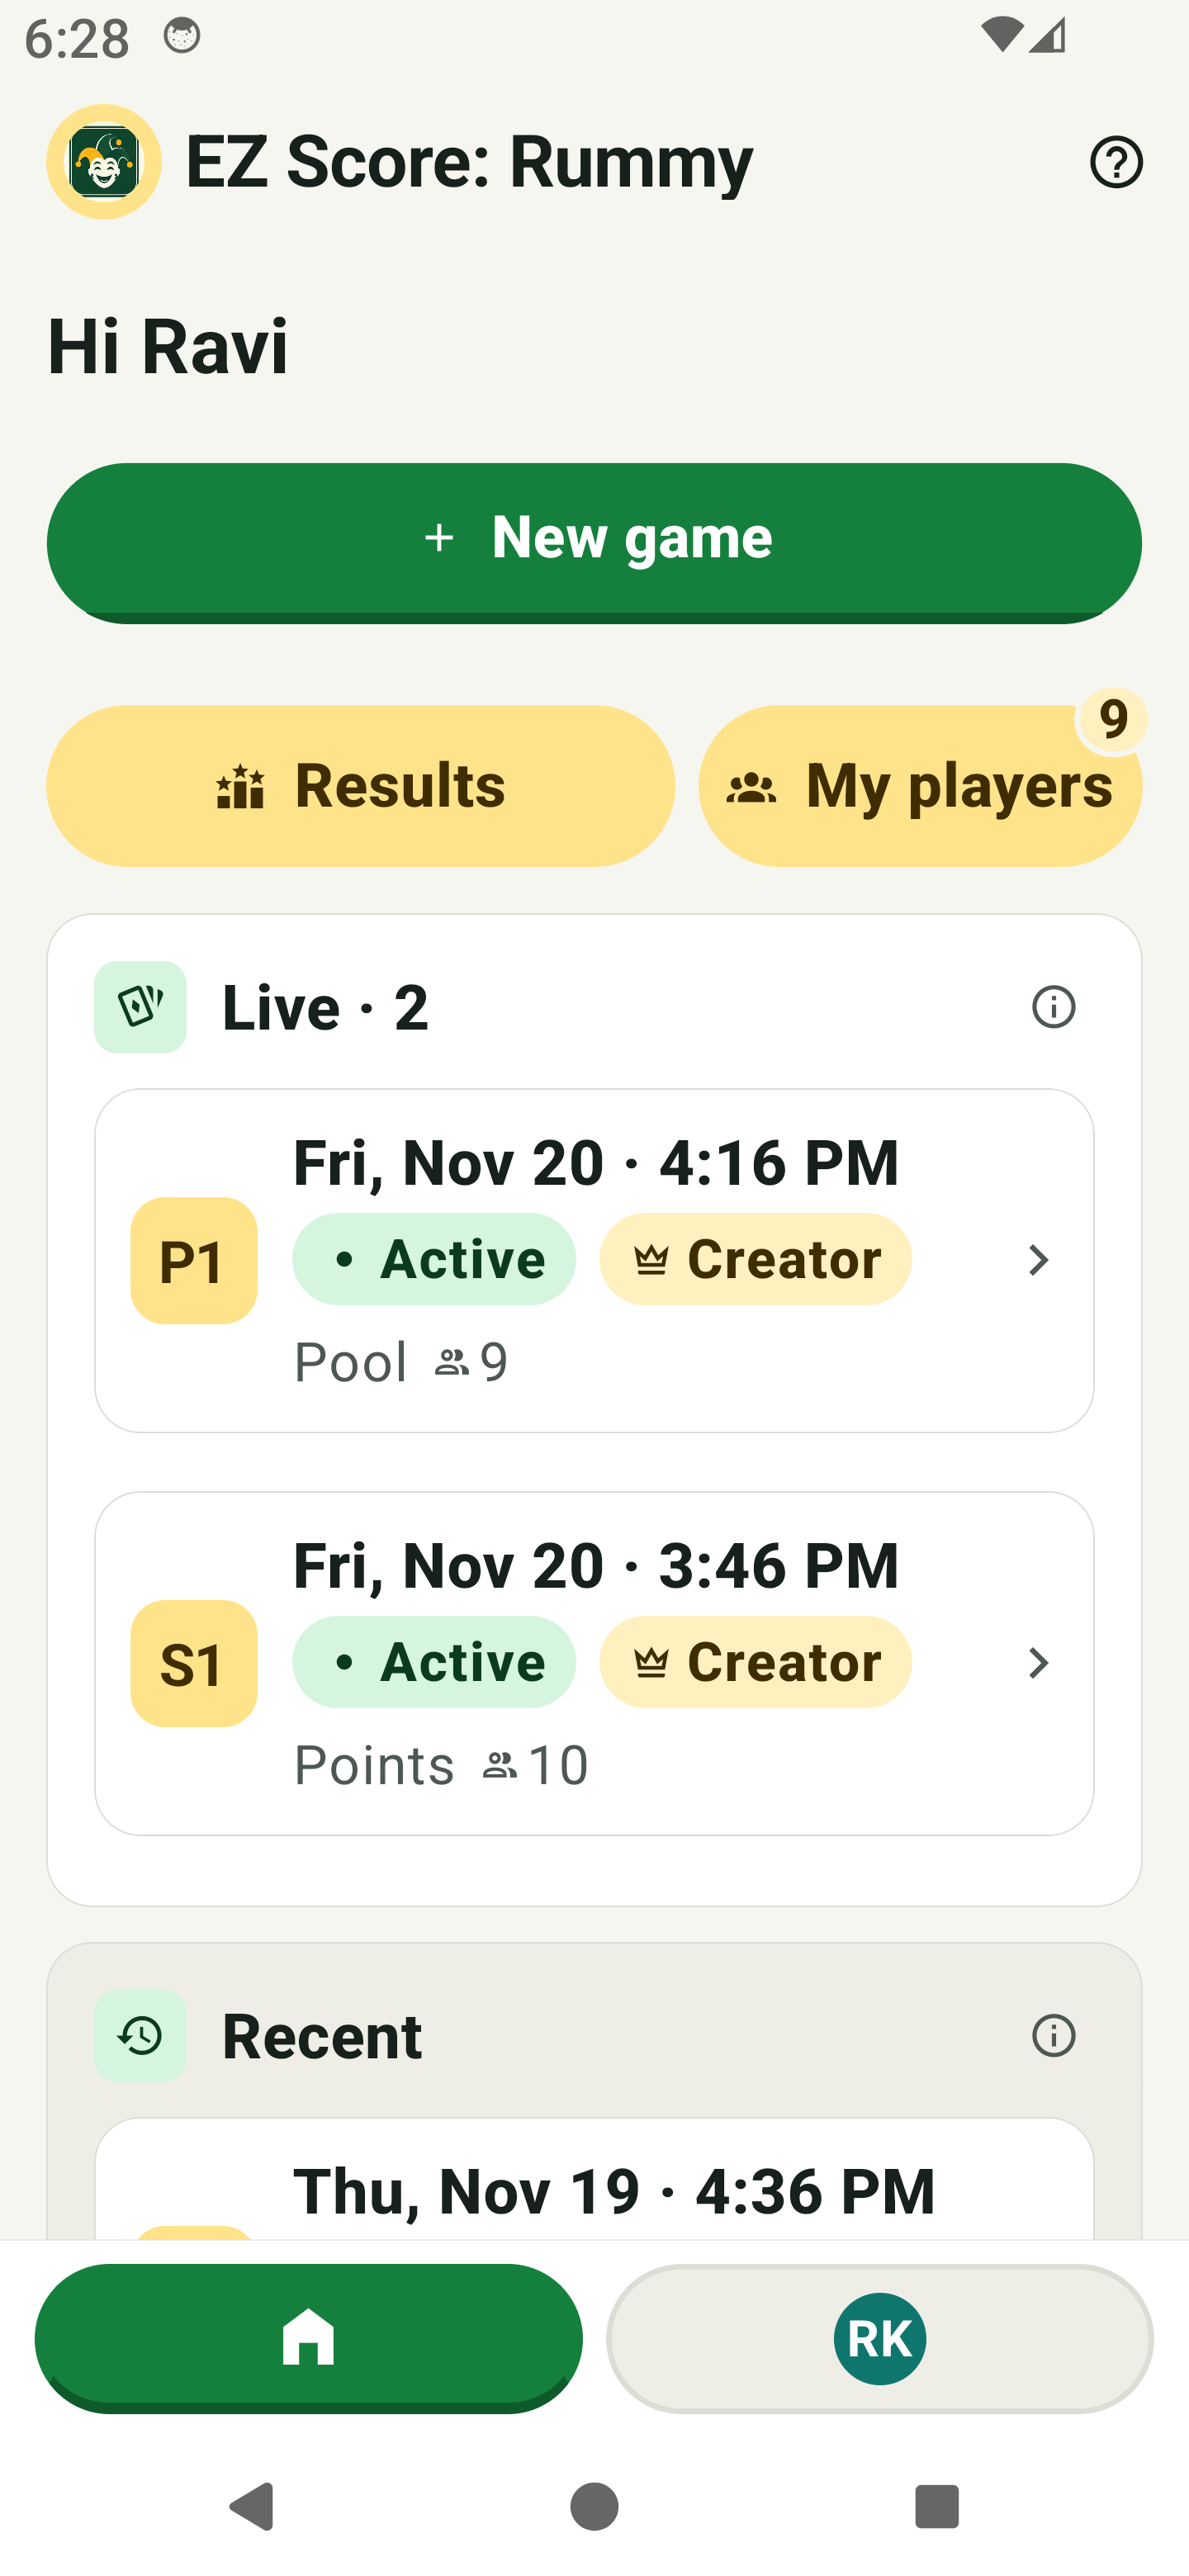 6:28
EZ Score: Rummy
Hi Ravi
+ New game
9
Results
My players
Live · 2
Fri, Nov 20 · 4:16 PM
P1
• Active
Creator
Pool 9
Fri, Nov 20 · 3:46 PM
S1
• Active
Creator
Points 10
Recent
Thu, Nov 19 · 4:36 PM
RK